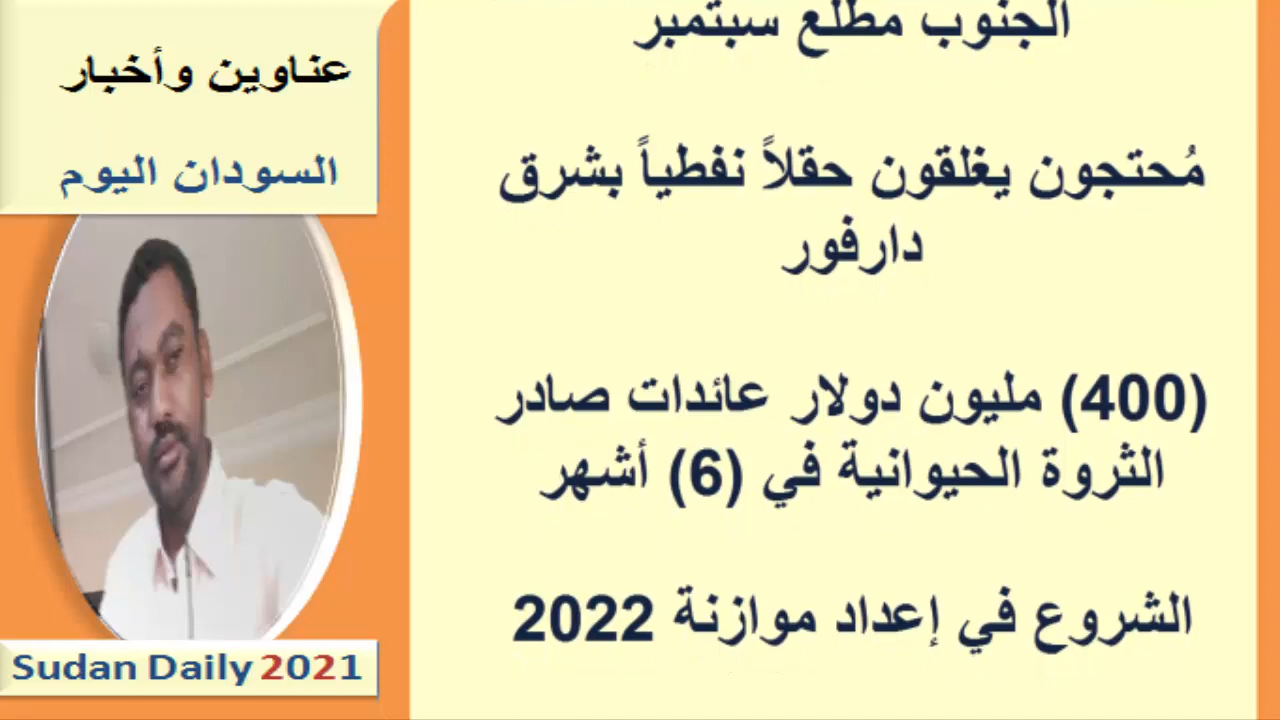 عناوين وأخبار
السودان اليوم
الجنوب مطلع سبتمبر
مُحتجون يغلقون حقلاً نفطياً بشرق
دارفور
(400) مليون دولار عائدات صادر
الثروة الحيوانية في (6) أشهر
الشروع في إعداد موازنة 2022
Sudan Daily 2021